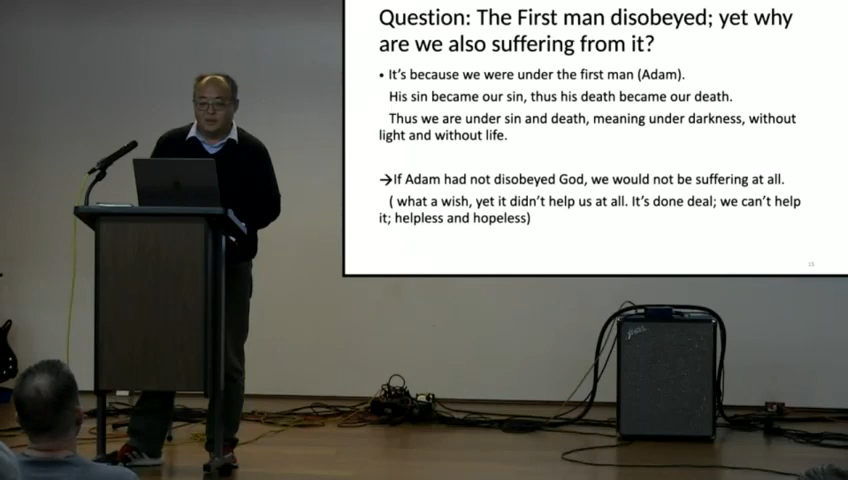 Question: The First man disobeyed; yet why
are we also suffering from it?
• It's because we were under the first man (Adam).
His sin became our sin, thus his death became our death.
Thus we are under sin and death, meaning under darkness, without
light and without life.
→If Adam had not disobeyed God, we would not be suffering at all.
( what a wish, yet it didn't help us at all. It's done deal; we can't help
it; helpless and hopeless)
15